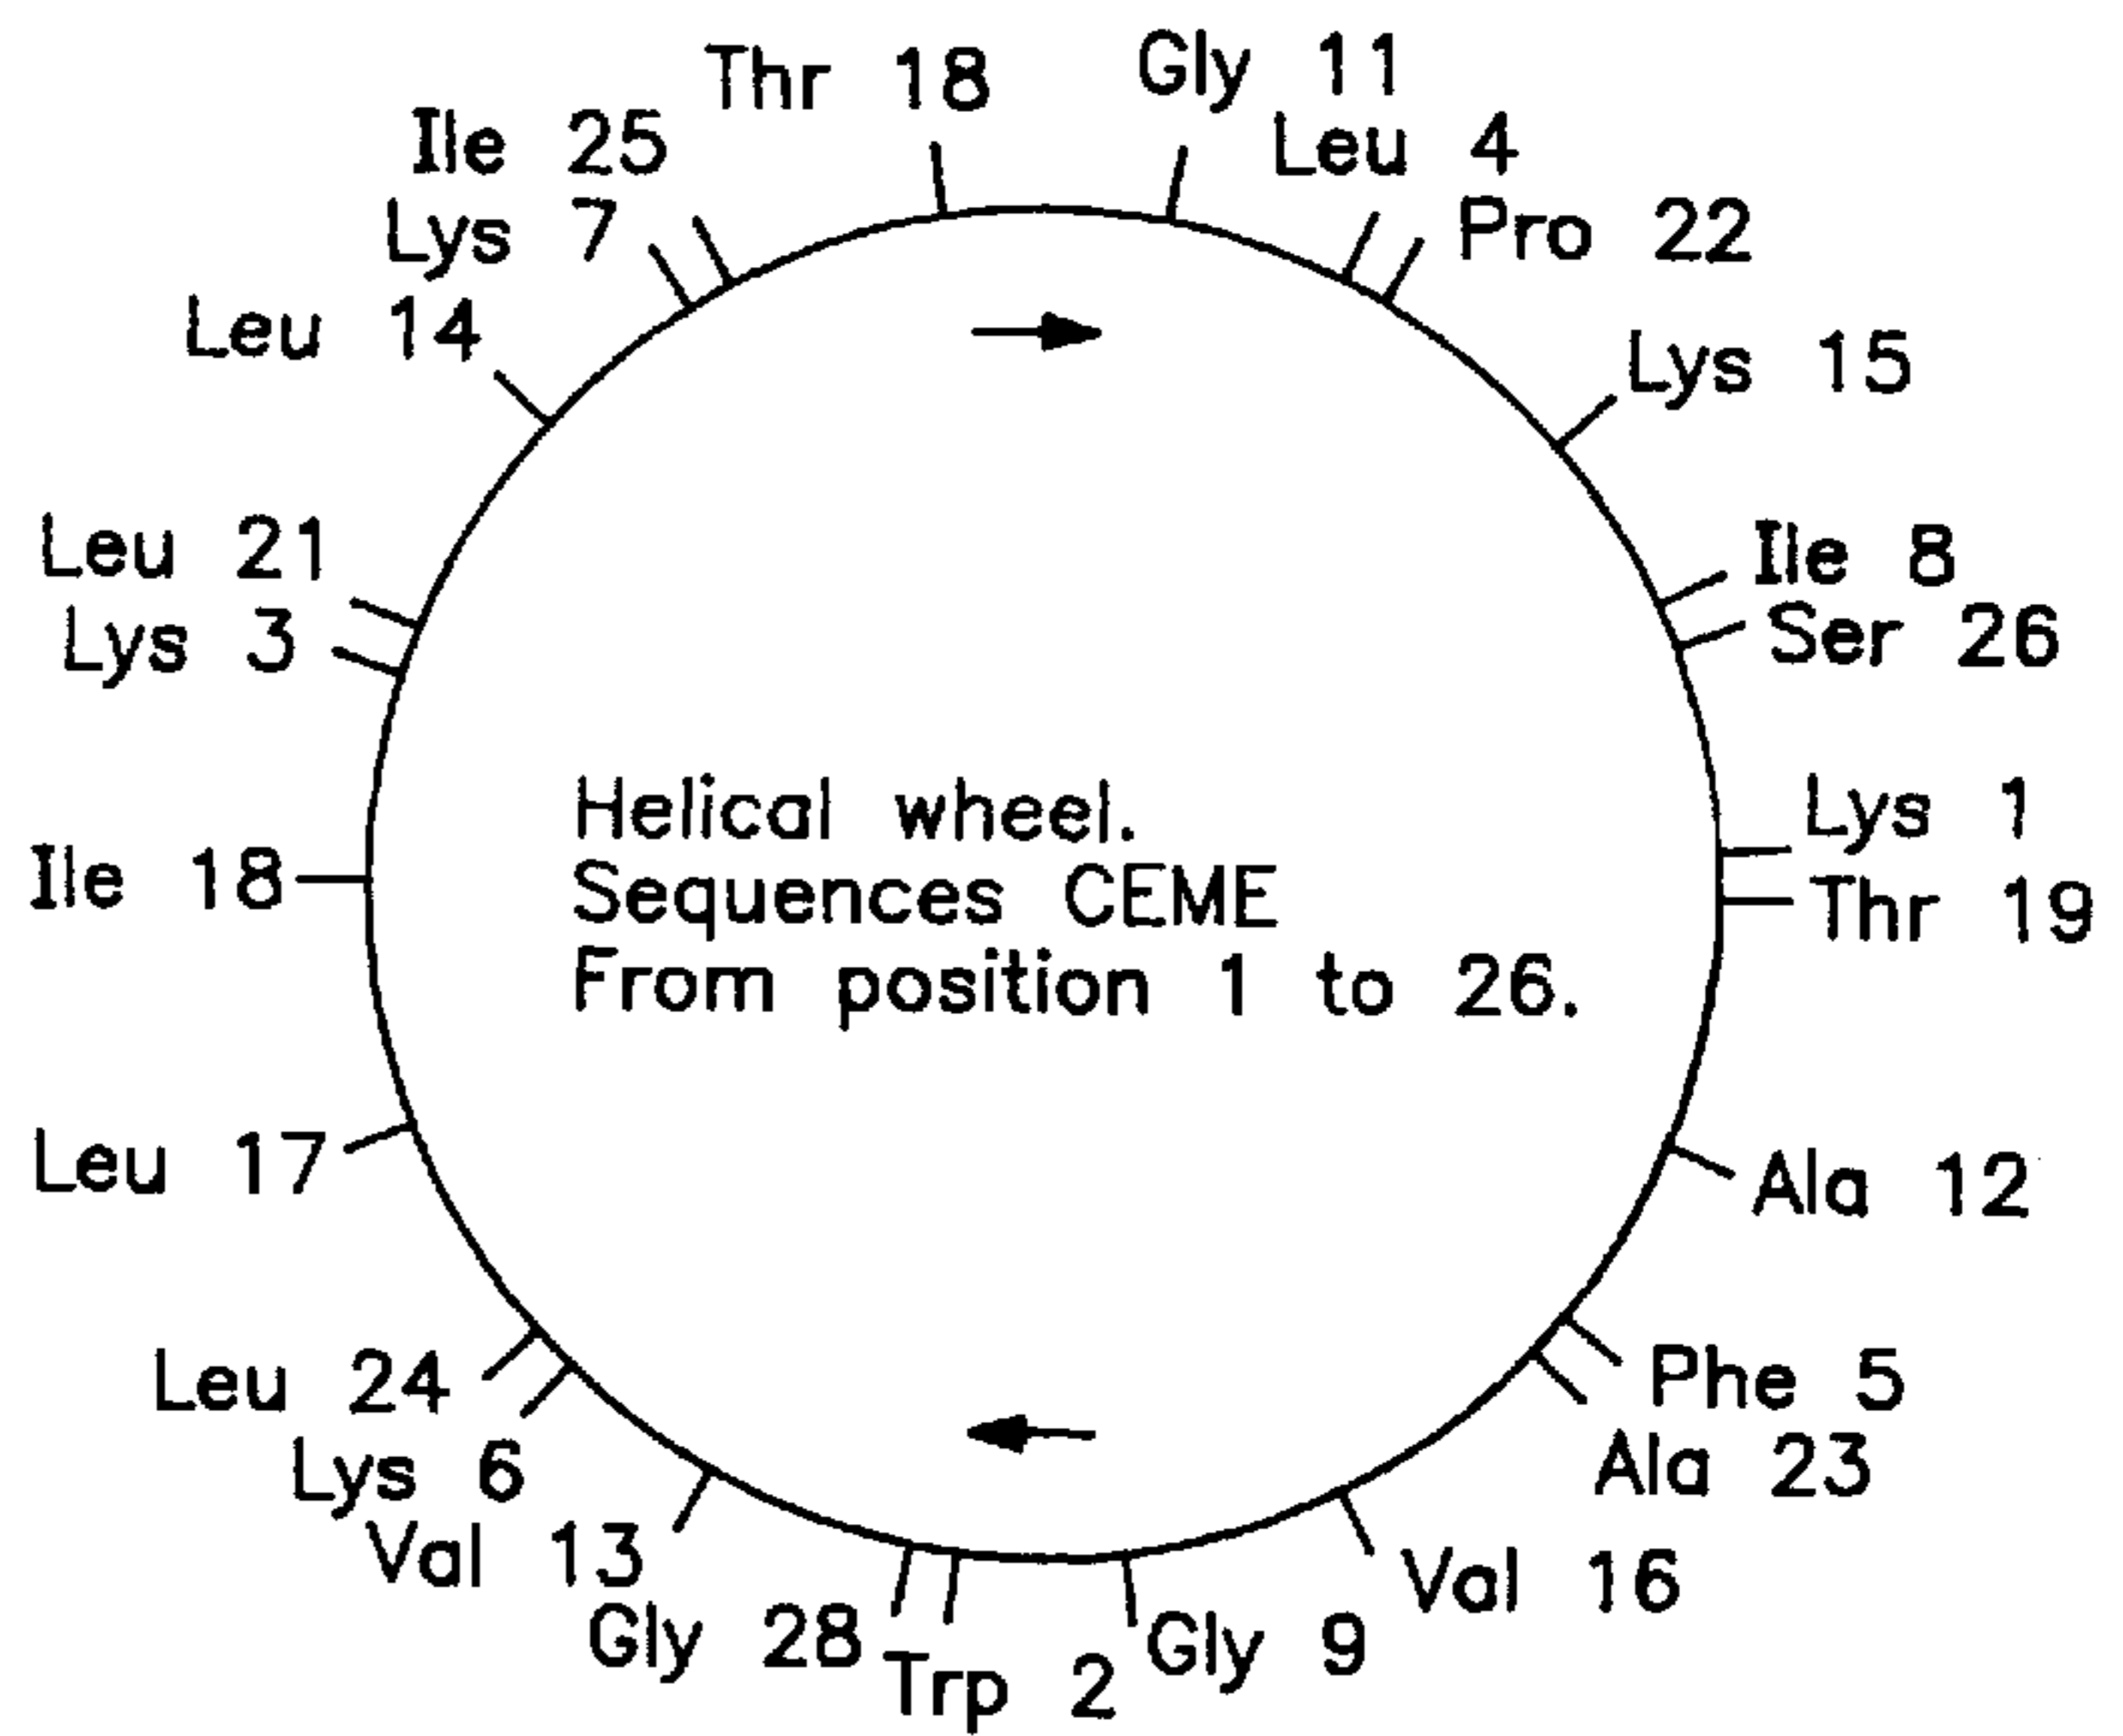 Thr 18
Gly 11
Ile 25
Leu 4
Lys 7
Pro 22
Leu 14
Lys 15
Leu 21
Ile 8
Lys 3
Ser 26
Lys 1
Ile 18
Thr 19
Helical wheel.
Sequences CEME
From position 1 to 26.
Leu 17
Ala 12
Leu 24
Phe 5
Lys 6
Ala 23
Val 13
Val 16
Gly 28
Trp 2
Gly 9